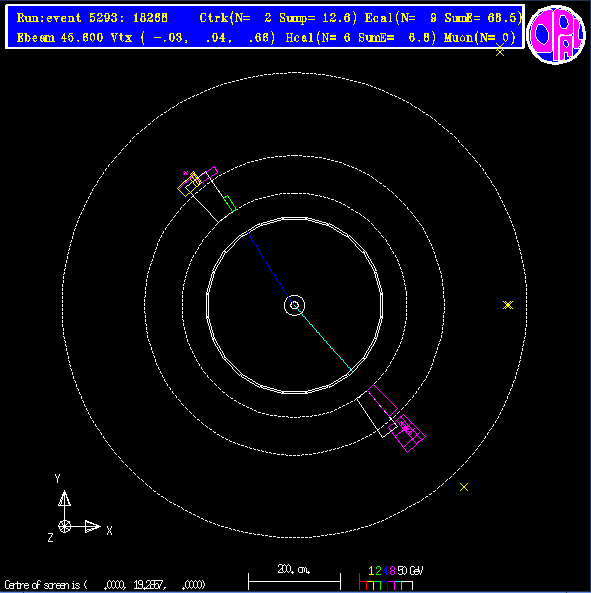 Run:event 5293: 18268 Ctrk(N= 2 Sump= 12.6) Ecal(N= 9 SumE= 68.5)
Ebeam 45.600 Vtx ( -.03, .04, .68) Hcal(N= 6 SumE= 6.8) Muon(N= 0)
OPAL
Y
X
Z
200. cm.
1 2 4 8 50 GeV
Centre of screen is ( .0000, 19.2857, .0000)